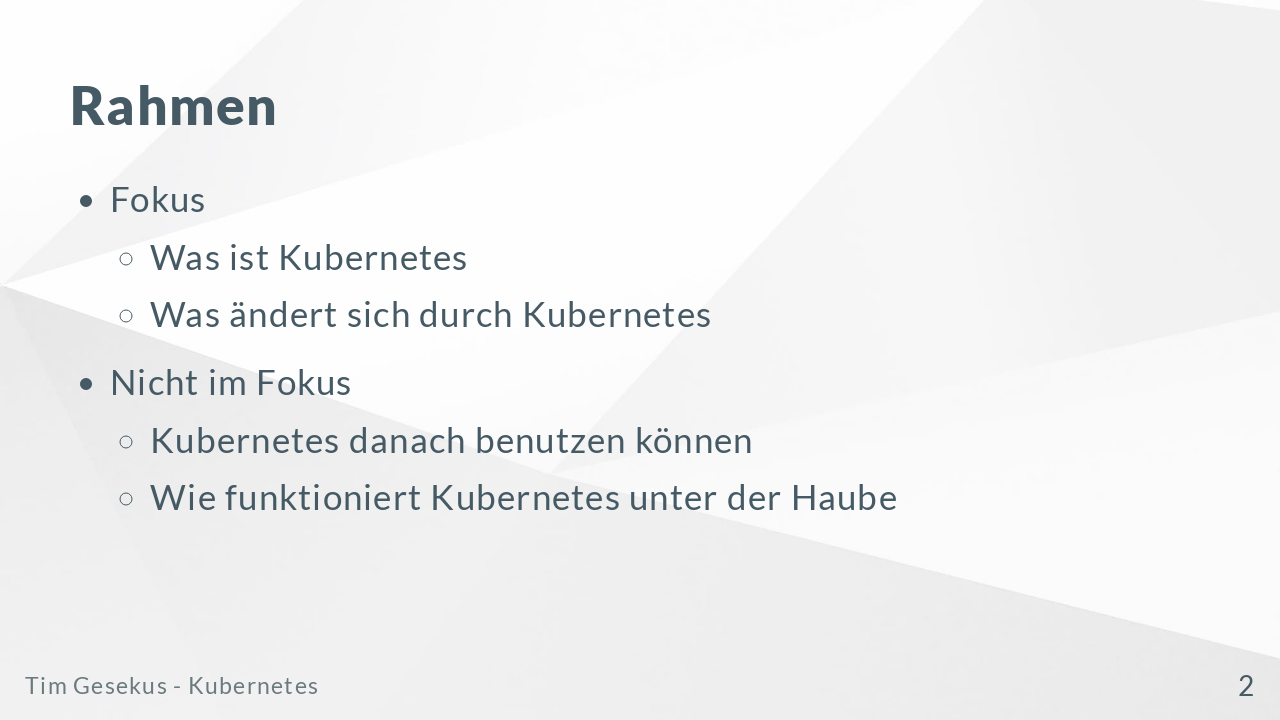 Rahmen
Fokus
Was ist Kubernetes
Was ändert sich durch Kubernetes
Nicht im Fokus
Kubernetes danach benutzen können
Wie funktioniert Kubernetes unter der Haube
Tim Gesekus - Kubernetes
2